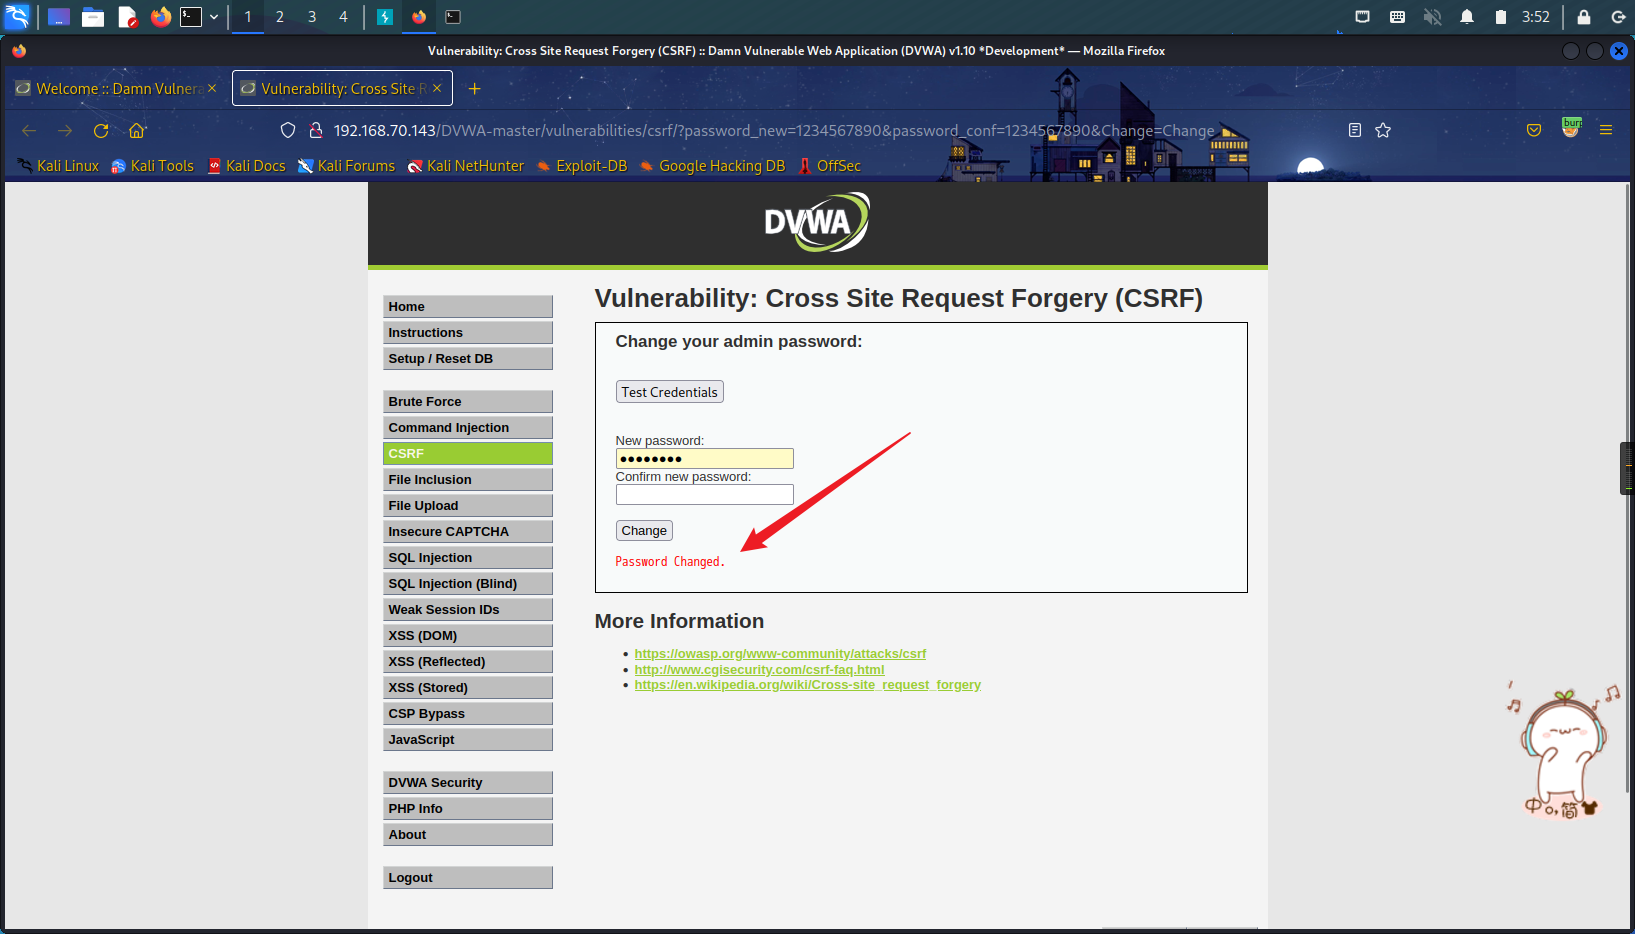 1 2 3 4 3:52
Vulnerability: Cross Site Request Forgery (CSRF) :: Damn Vulnerable Web Application (DVWA) v1.10 *Development* — Mozilla Firefox
Welcome :: Damn Vulnera
Vulnerability: Cross Site R
192.168.70.143/DVWA-master/vulnerabilities/csrf/?password_new=1234567890&password_conf=1234567890&Change=Change
burp
Kali Linux Kali Tools Kali Docs Kali Forums Kali NetHunter Exploit-DB Google Hacking DB OffSec
DVWA
Home
Instructions
Setup / Reset DB
Brute Force
Command Injection
CSRF
File Inclusion
File Upload
Insecure CAPTCHA
SQL Injection
SQL Injection (Blind)
Weak Session IDs
XSS (DOM)
XSS (Reflected)
XSS (Stored)
CSP Bypass
JavaScript
DVWA Security
PHP Info
About
Logout
Vulnerability: Cross Site Request Forgery (CSRF)
Change your admin password:
Test Credentials
New password:
●●●●●●●●
Confirm new password:
Change
Password Changed.
More Information
• https://owasp.org/www-community/attacks/csrf
• http://www.cgisecurity.com/csrf-faq.html
• https://en.wikipedia.org/wiki/Cross-site_request_forgery
中 简